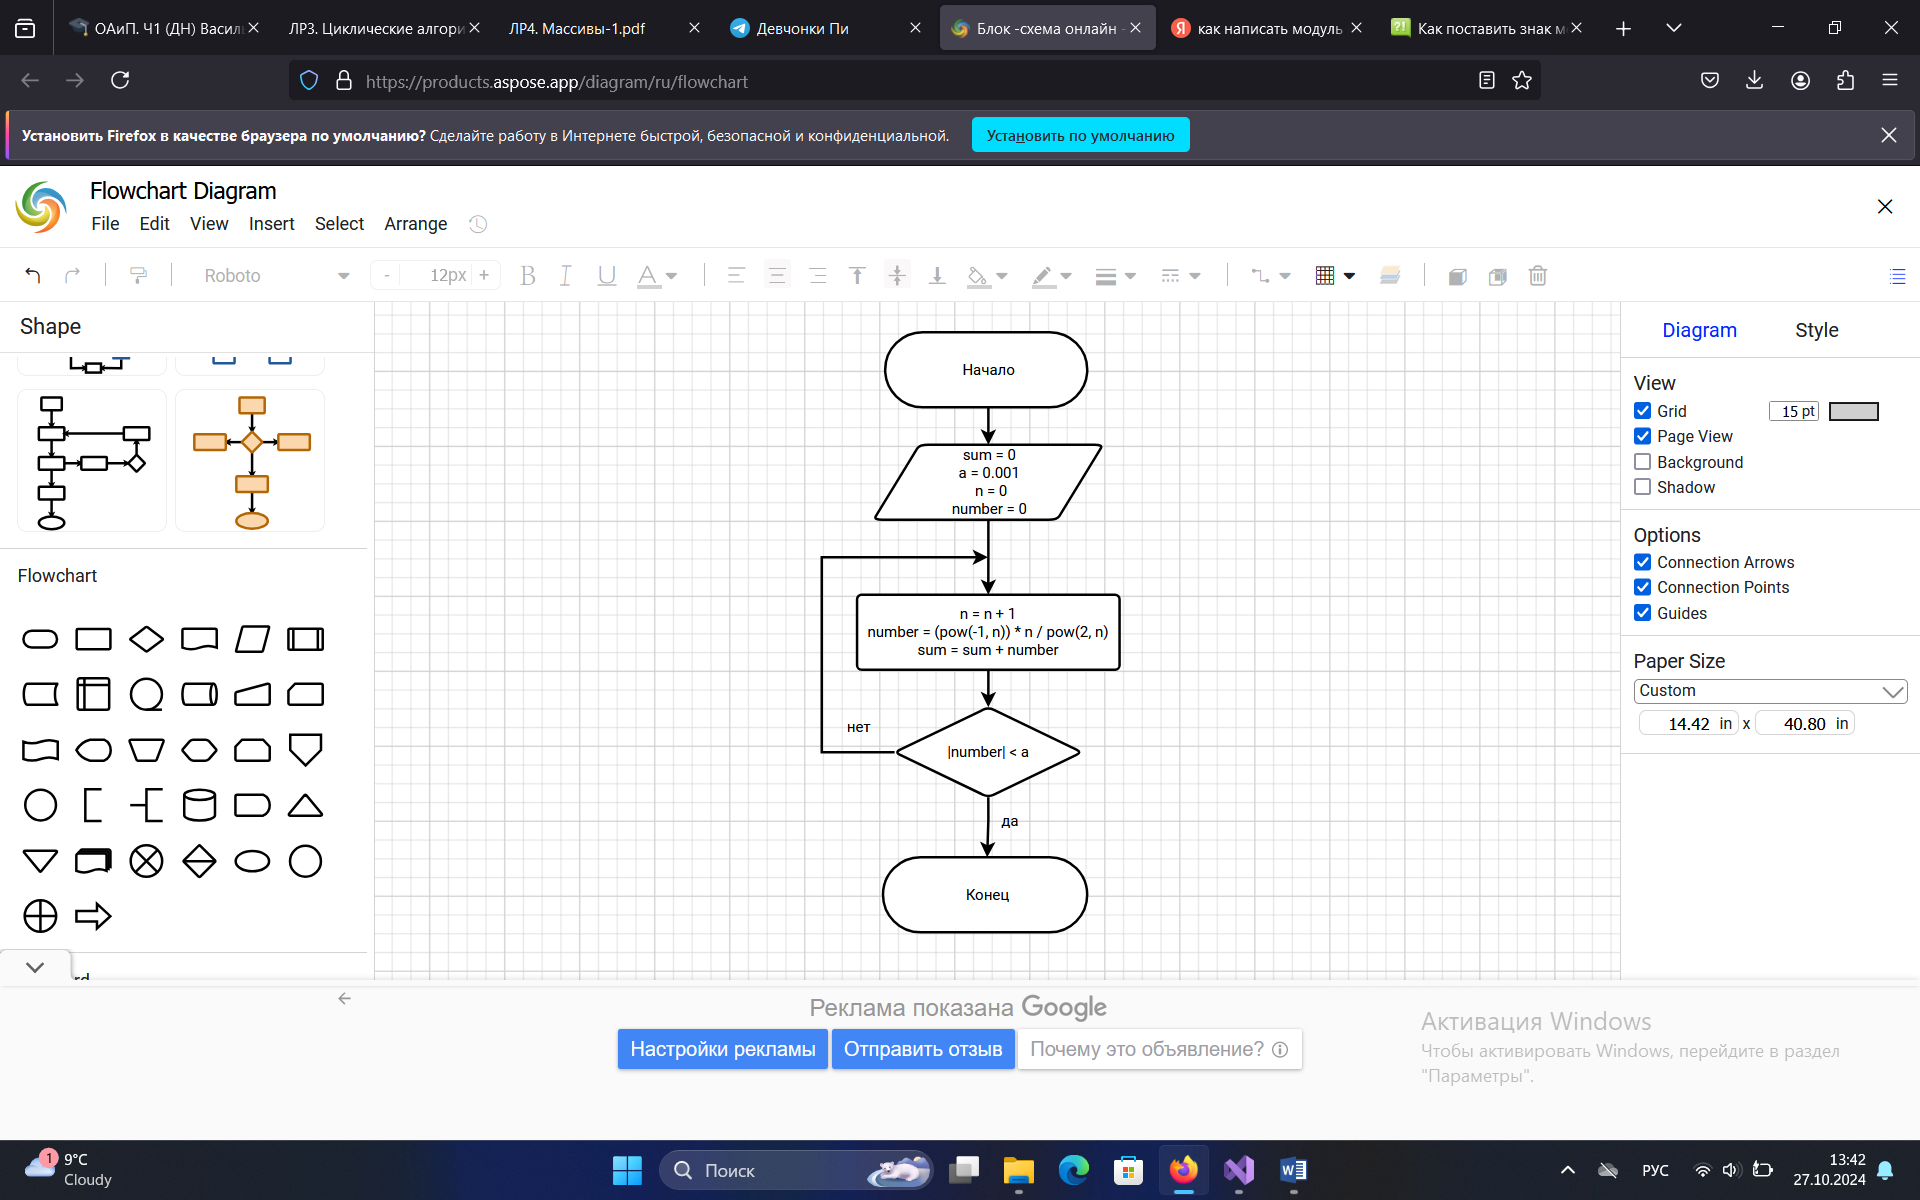 ОАиП. Ч1 (ДН) Васил
ЛР3. Циклические алгори
ЛР4. Массивы-1.pdf
Девчонки Пи
Блок -схема онлайн -
как написать модуль
Как поставить знак м
https://products.aspose.app/diagram/ru/flowchart
Установить Firefox в качестве браузера по умолчанию? Сделайте работу в Интернете быстрой, безопасной и конфиденциальной.
Установить по умолчанию
Flowchart Diagram
File Edit View Insert Select Arrange
Roboto
- 12px + B I U A
Shape
Flowchart
Начало
sum = 0
a = 0.001
n = 0
number = 0
n = n + 1
number = (pow(-1, n)) * n / pow(2, n)
sum = sum + number
нет
|number| < a
да
Конец
Diagram Style
View
Grid 15 pt
Page View
Background
Shadow
Options
Connection Arrows
Connection Points
Guides
Paper Size
Custom
14.42 in x 40.80 in
Реклама показана Google
Настройки рекламы
Отправить отзыв
Почему это объявление?
Активация Windows
Чтобы активировать Windows, перейдите в раздел
"Параметры".
1
9°C
Cloudy
Поиск
РУС
13:42
27.10.2024